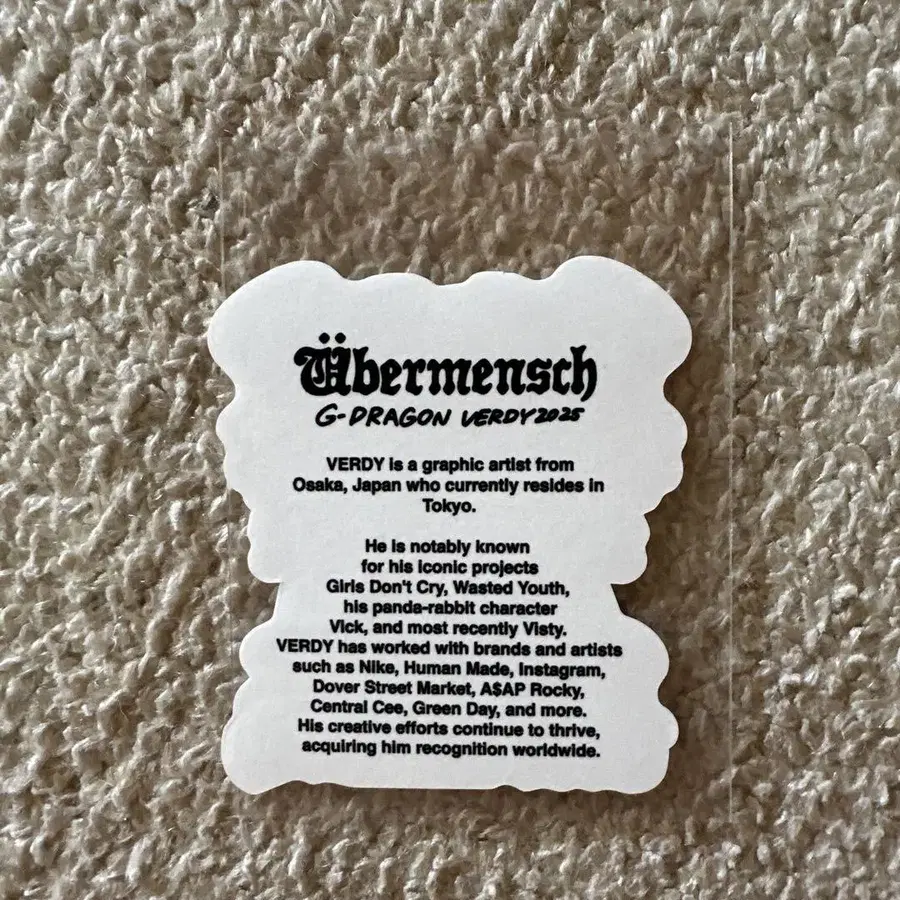 Übermensch
G-DRAGON VERDY 2025
VERDY is a graphic artist from
Osaka, Japan who currently resides in
Tokyo.
He is notably known
for his iconic projects
Girls Don't Cry, Wasted Youth,
his panda-rabbit character
Vick, and most recently Visty.
VERDY has worked with brands and artists
such as Nike, Human Made, Instagram,
Dover Street Market, A$AP Rocky,
Central Cee, Green Day, and more.
His creative efforts continue to thrive,
acquiring him recognition worldwide.